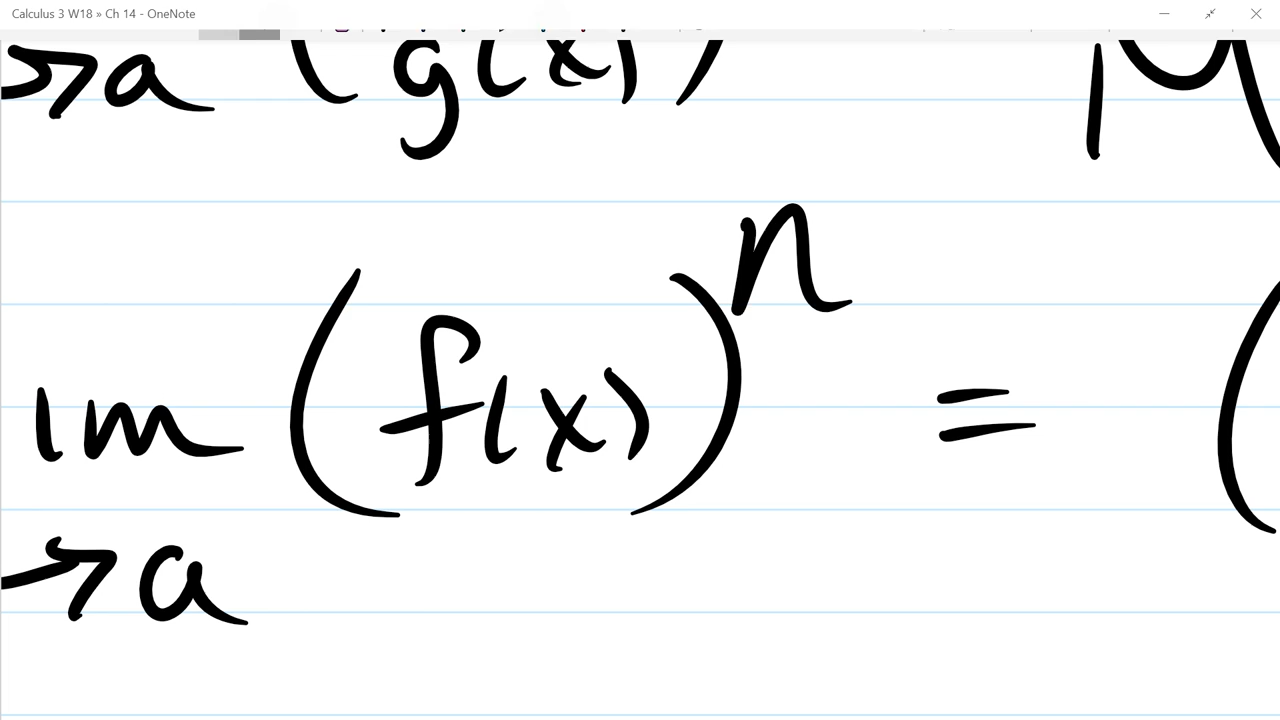 Calculus 3 W18 » Ch 14 - OneNote
→a (g(x))
im (f(x))^n = (
→a